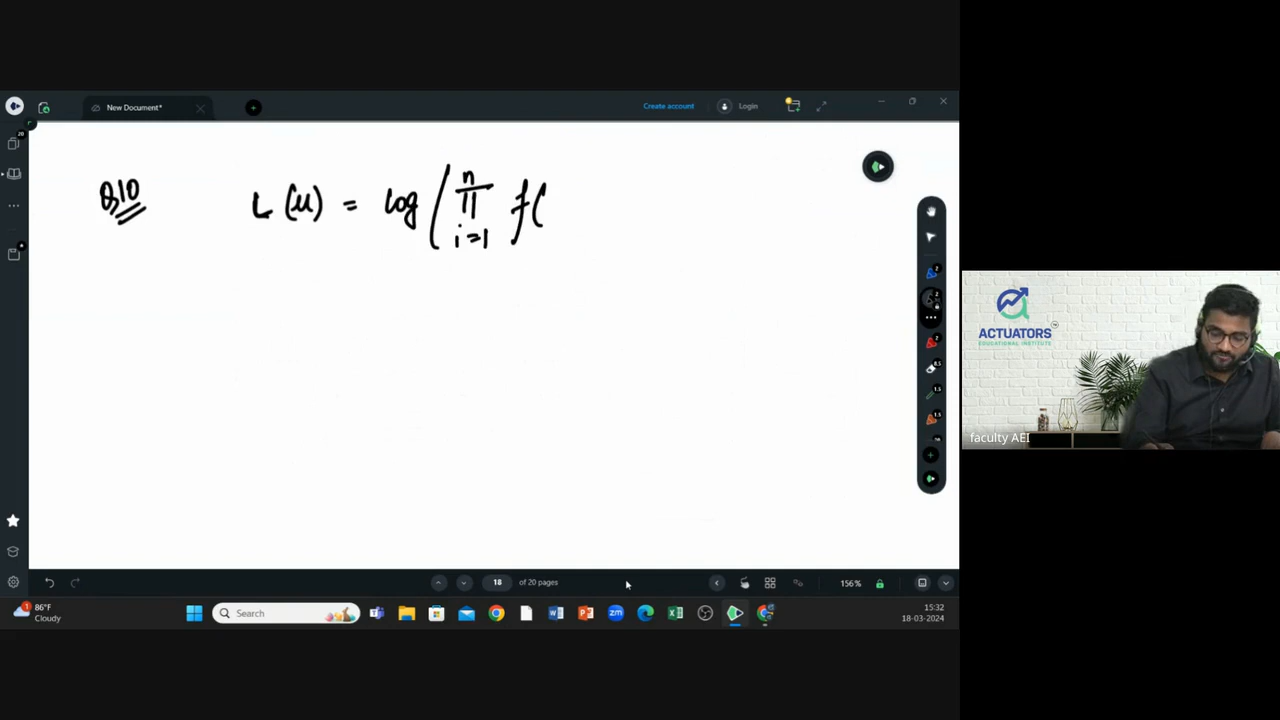 New Document*
Create account
Login
Q10 L(μ) = log ( n ∏ i=1 f(
ACTUATORS
EDUCATIONAL INSTITUTE
faculty AEI
18 of 20 pages
156%
86°F
Cloudy
Search
15:32
18-03-2024